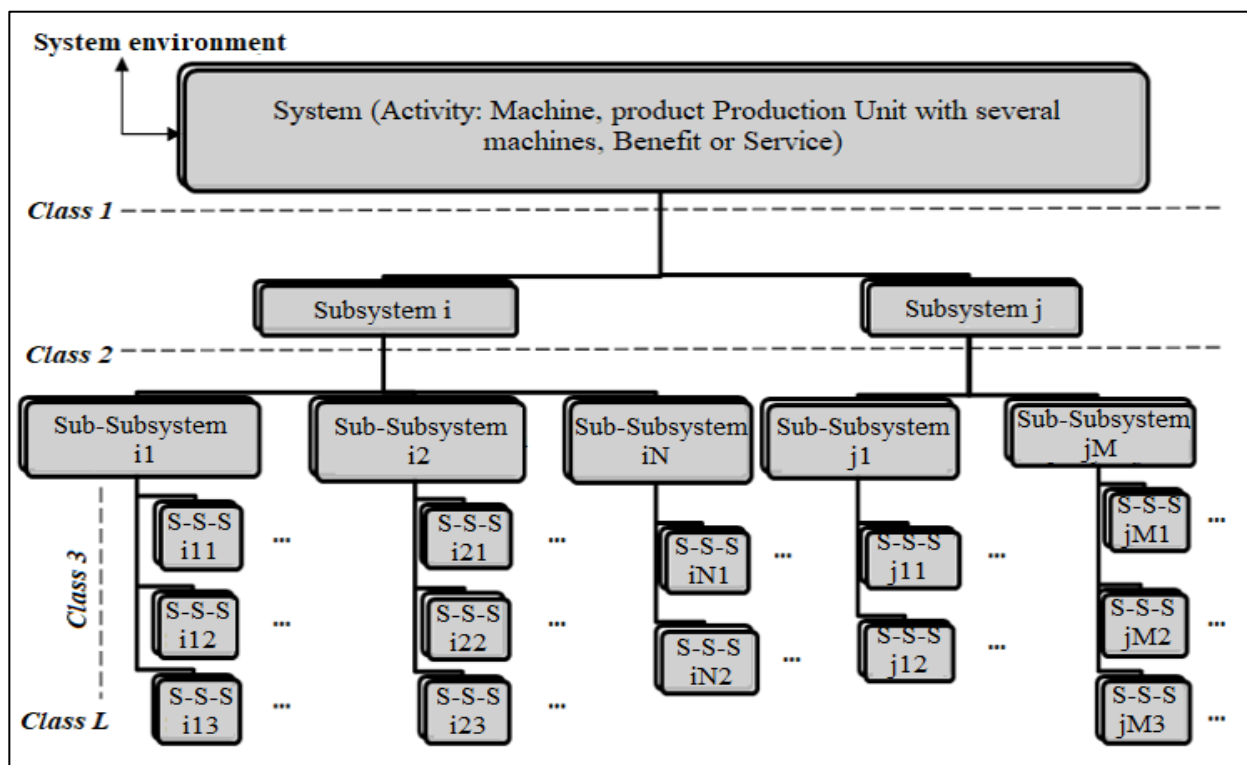 System environment
System (Activity: Machine, product Production Unit with several
machines, Benefit or Service)
Class 1
Subsystem i
Subsystem j
Class 2
Sub-Subsystem
i1
Sub-Subsystem
i2
Sub-Subsystem
iN
Sub-Subsystem
j1
Sub-Subsystem
jM
Class 3
S-S-S
i11
...
S-S-S
i12
...
S-S-S
i13
...
S-S-S
i21
...
S-S-S
i22
...
S-S-S
i23
...
S-S-S
iN1
...
S-S-S
iN2
...
S-S-S
j11
...
S-S-S
j12
...
S-S-S
jM1
...
S-S-S
jM2
...
S-S-S
jM3
...
Class L